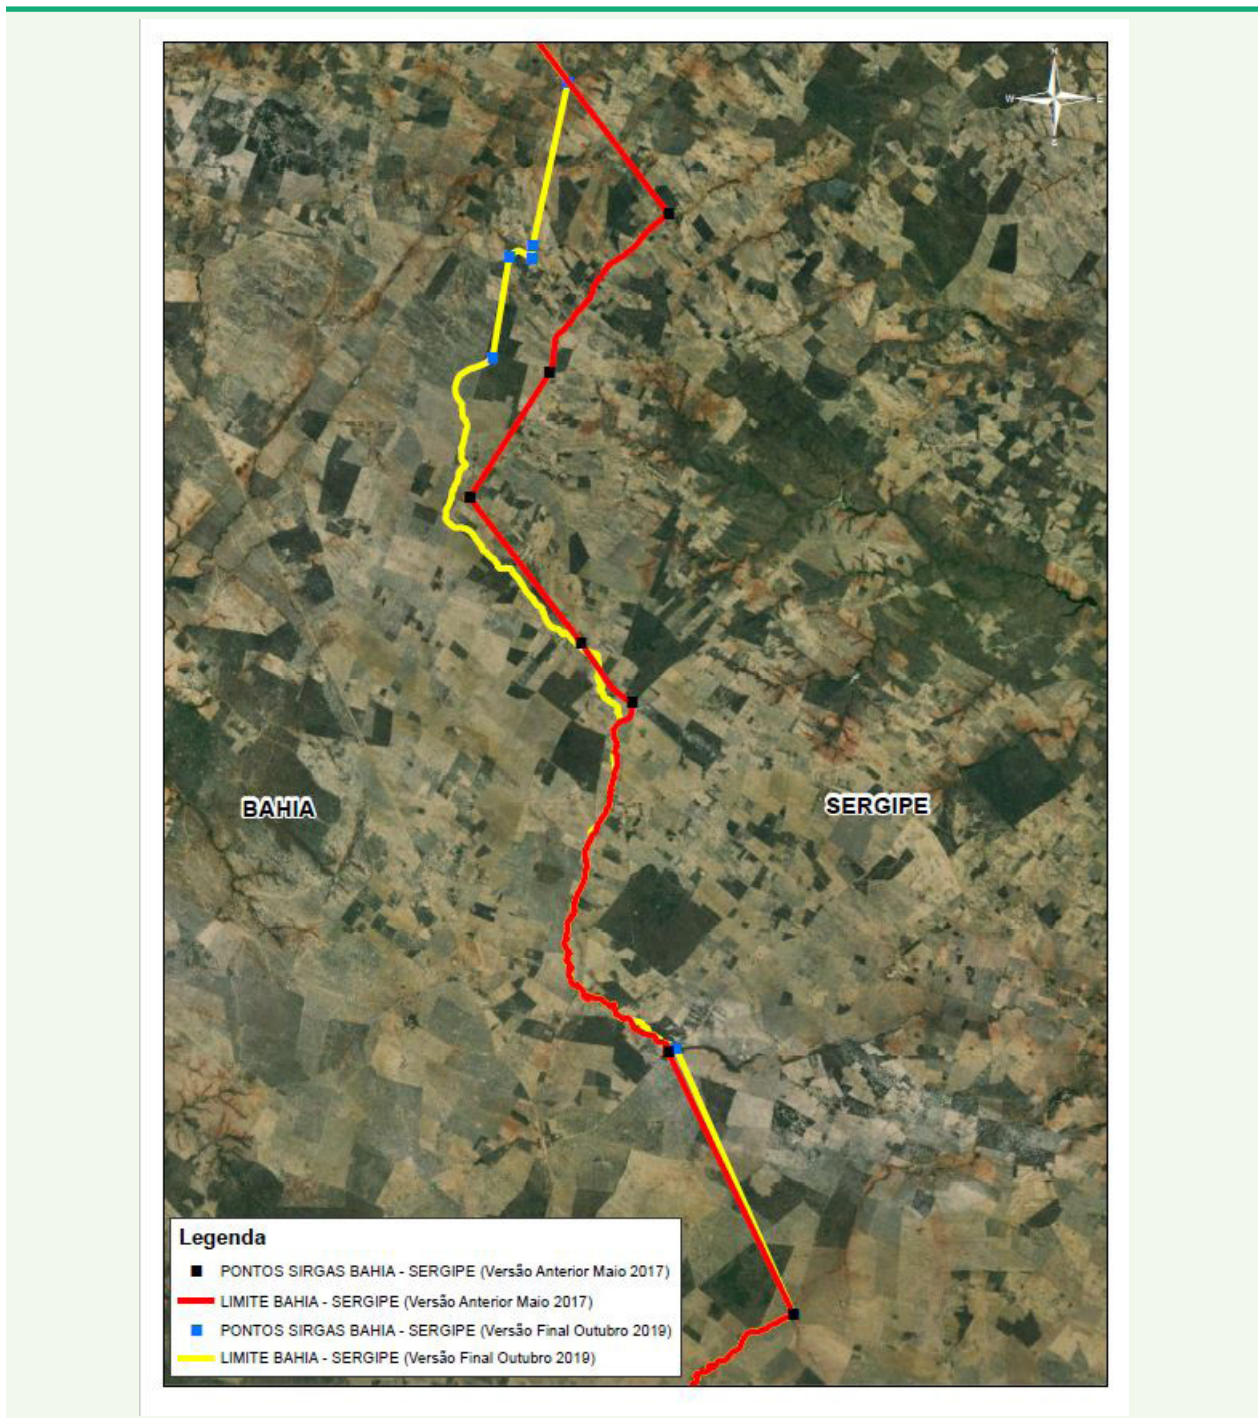 N
W
E
S
BAHIA
SERGIPE
Legenda
PONTOS SIRGAS BAHIA - SERGIPE (Versão Anterior Maio 2017)
LIMITE BAHIA - SERGIPE (Versão Anterior Maio 2017)
PONTOS SIRGAS BAHIA - SERGIPE (Versão Final Outubro 2019)
LIMITE BAHIA - SERGIPE (Versão Final Outubro 2019)